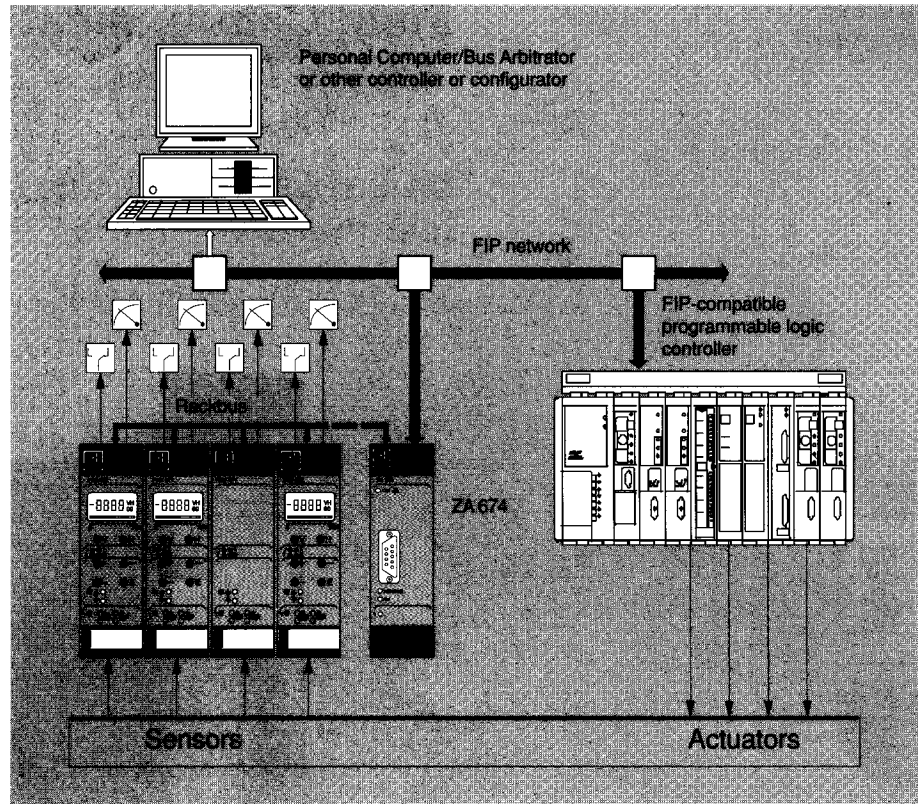 Personal Computer/Bus Arbitrator
or other controller or configurator
FIP network
FIP-compatible
programmable logic
controller
Rackbus
ZA 674
-8888
-8888
-8888
Sensors
Actuators